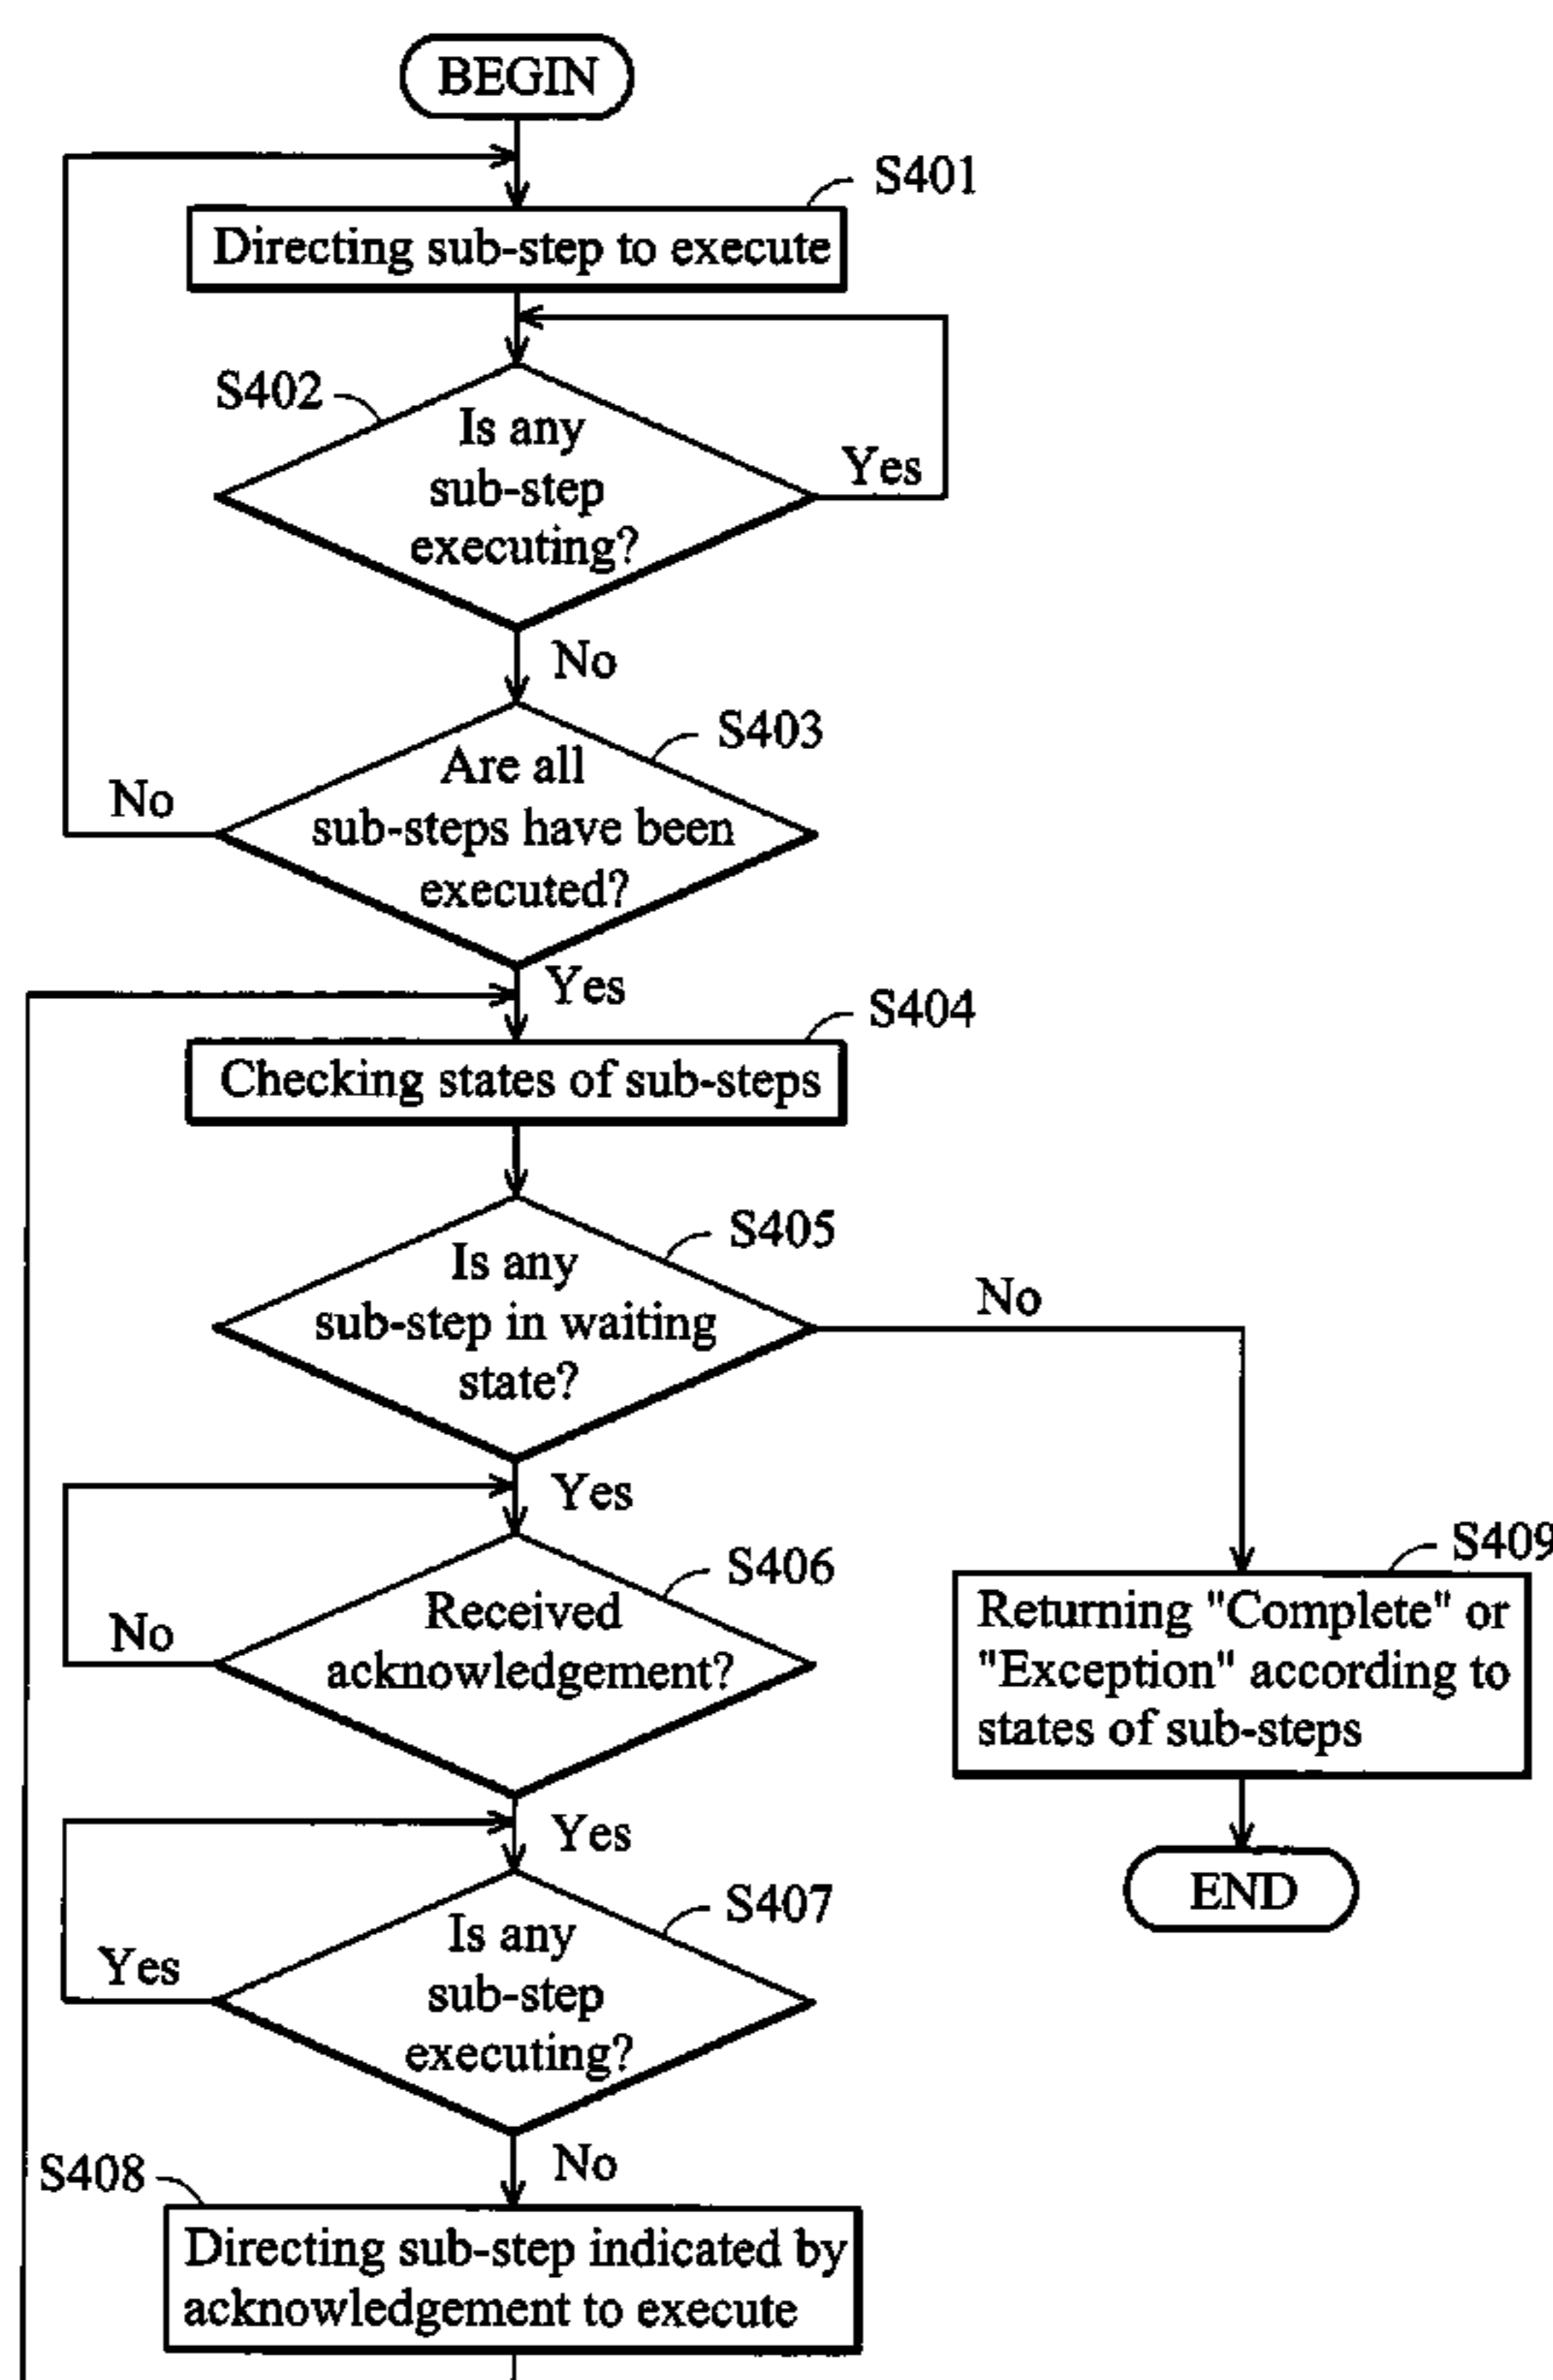 BEGIN
S401
Directing sub-step to execute
S402
Is any
sub-step
executing?
Yes
No
S403
Are all
sub-steps have been
executed?
No
Yes
S404
Checking states of sub-steps
S405
Is any
sub-step in waiting
state?
No
Yes
S406
Received
acknowledgement?
No
S409
Returning "Complete" or
"Exception" according to
states of sub-steps
Yes
END
S407
Is any
sub-step
executing?
Yes
No
S408
Directing sub-step indicated by
acknowledgement to execute